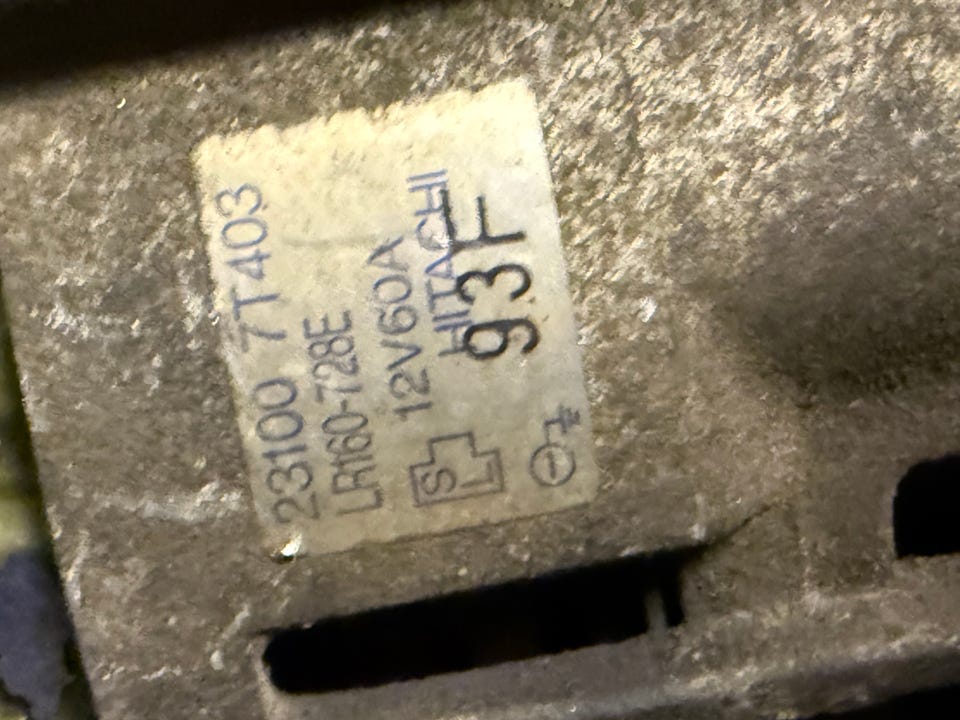 23100 7T403
LR160-728E
12V60A
HITACHI
93F
S L